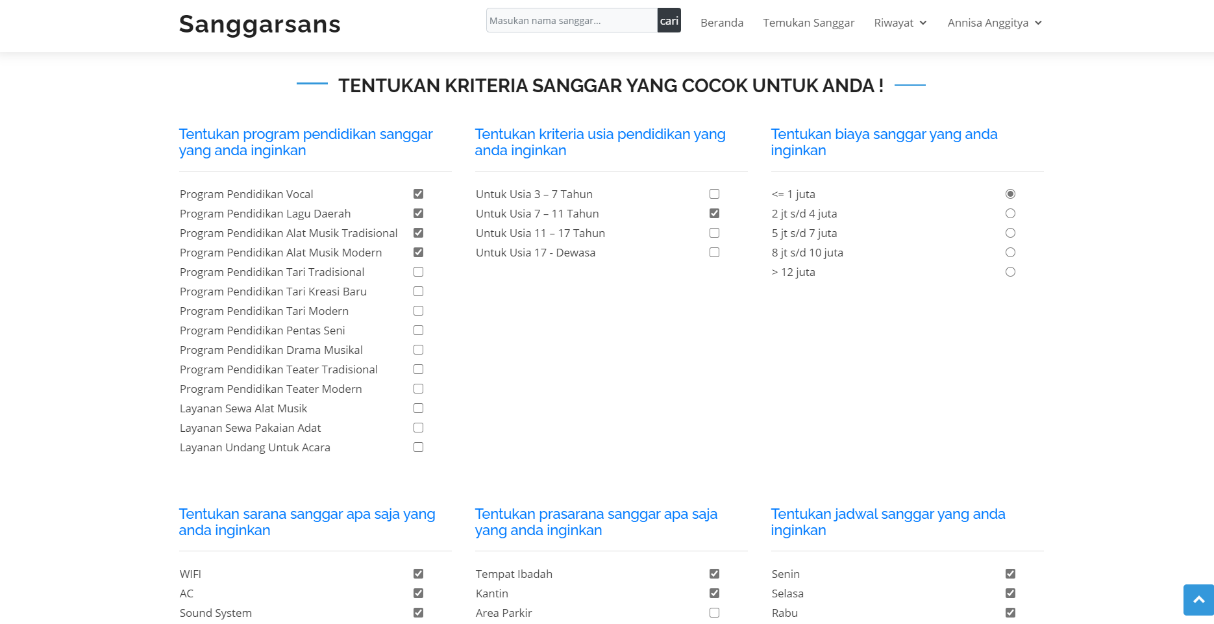 Sanggarsans
Masukan nama sanggar...
cari
Beranda
Temukan Sanggar
Riwayat
Annisa Anggitya
TENTUKAN KRITERIA SANGGAR YANG COCOK UNTUK ANDA !
Tentukan program pendidikan sanggar
yang anda inginkan
Program Pendidikan Vocal
Program Pendidikan Lagu Daerah
Program Pendidikan Alat Musik Tradisional
Program Pendidikan Alat Musik Modern
Program Pendidikan Tari Tradisional
Program Pendidikan Tari Kreasi Baru
Program Pendidikan Tari Modern
Program Pendidikan Pentas Seni
Program Pendidikan Drama Musikal
Program Pendidikan Teater Tradisional
Program Pendidikan Teater Modern
Layanan Sewa Alat Musik
Layanan Sewa Pakaian Adat
Layanan Undang Untuk Acara
Tentukan kriteria usia pendidikan yang
anda inginkan
Untuk Usia 3 – 7 Tahun
Untuk Usia 7 – 11 Tahun
Untuk Usia 11 – 17 Tahun
Untuk Usia 17 - Dewasa
Tentukan biaya sanggar yang anda
inginkan
<= 1 juta
2 jt s/d 4 juta
5 jt s/d 7 juta
8 jt s/d 10 juta
> 12 juta
Tentukan sarana sanggar apa saja yang
anda inginkan
WIFI
AC
Sound System
Tentukan prasarana sanggar apa saja
yang anda inginkan
Tempat Ibadah
Kantin
Area Parkir
Tentukan jadwal sanggar yang anda
inginkan
Senin
Selasa
Rabu